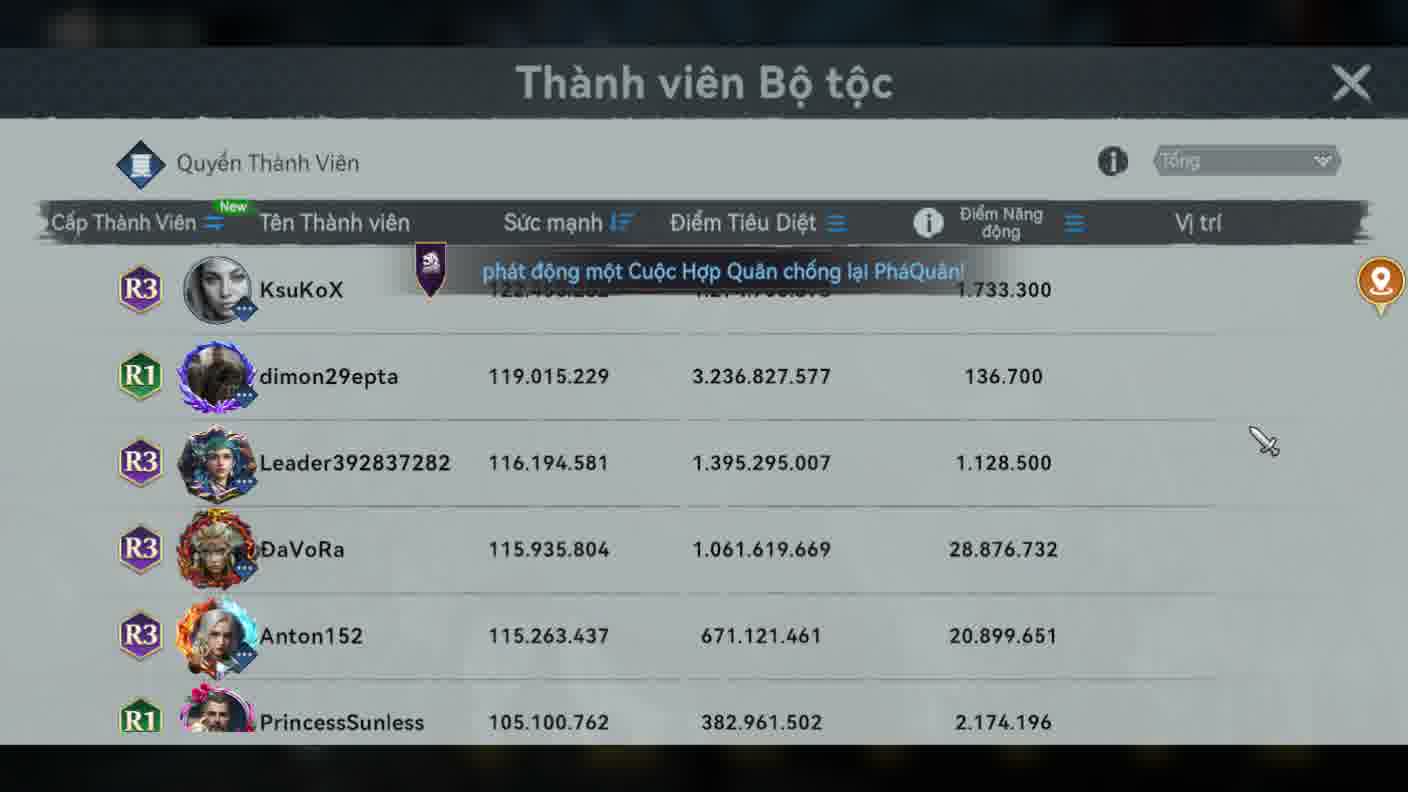 Thành viên Bộ tộc
Quyển Thành Viên
Tổng
Cấp Thành Viên New Tên Thành viên Sức mạnh Điểm Tiêu Diệt Điểm Năng động Vị trí
phát động một Cuộc Hợp Quân chống lại PháQuân!
R3 KsuKoX 1.733.300
R1 dimon29epta 119.015.229 3.236.827.577 136.700
R3 Leader392837282 116.194.581 1.395.295.007 1.128.500
R3 ĐaVoRa 115.935.804 1.061.619.669 28.876.732
R3 Anton152 115.263.437 671.121.461 20.899.651
R1 PrincessSunless 105.100.762 382.961.502 2.174.196